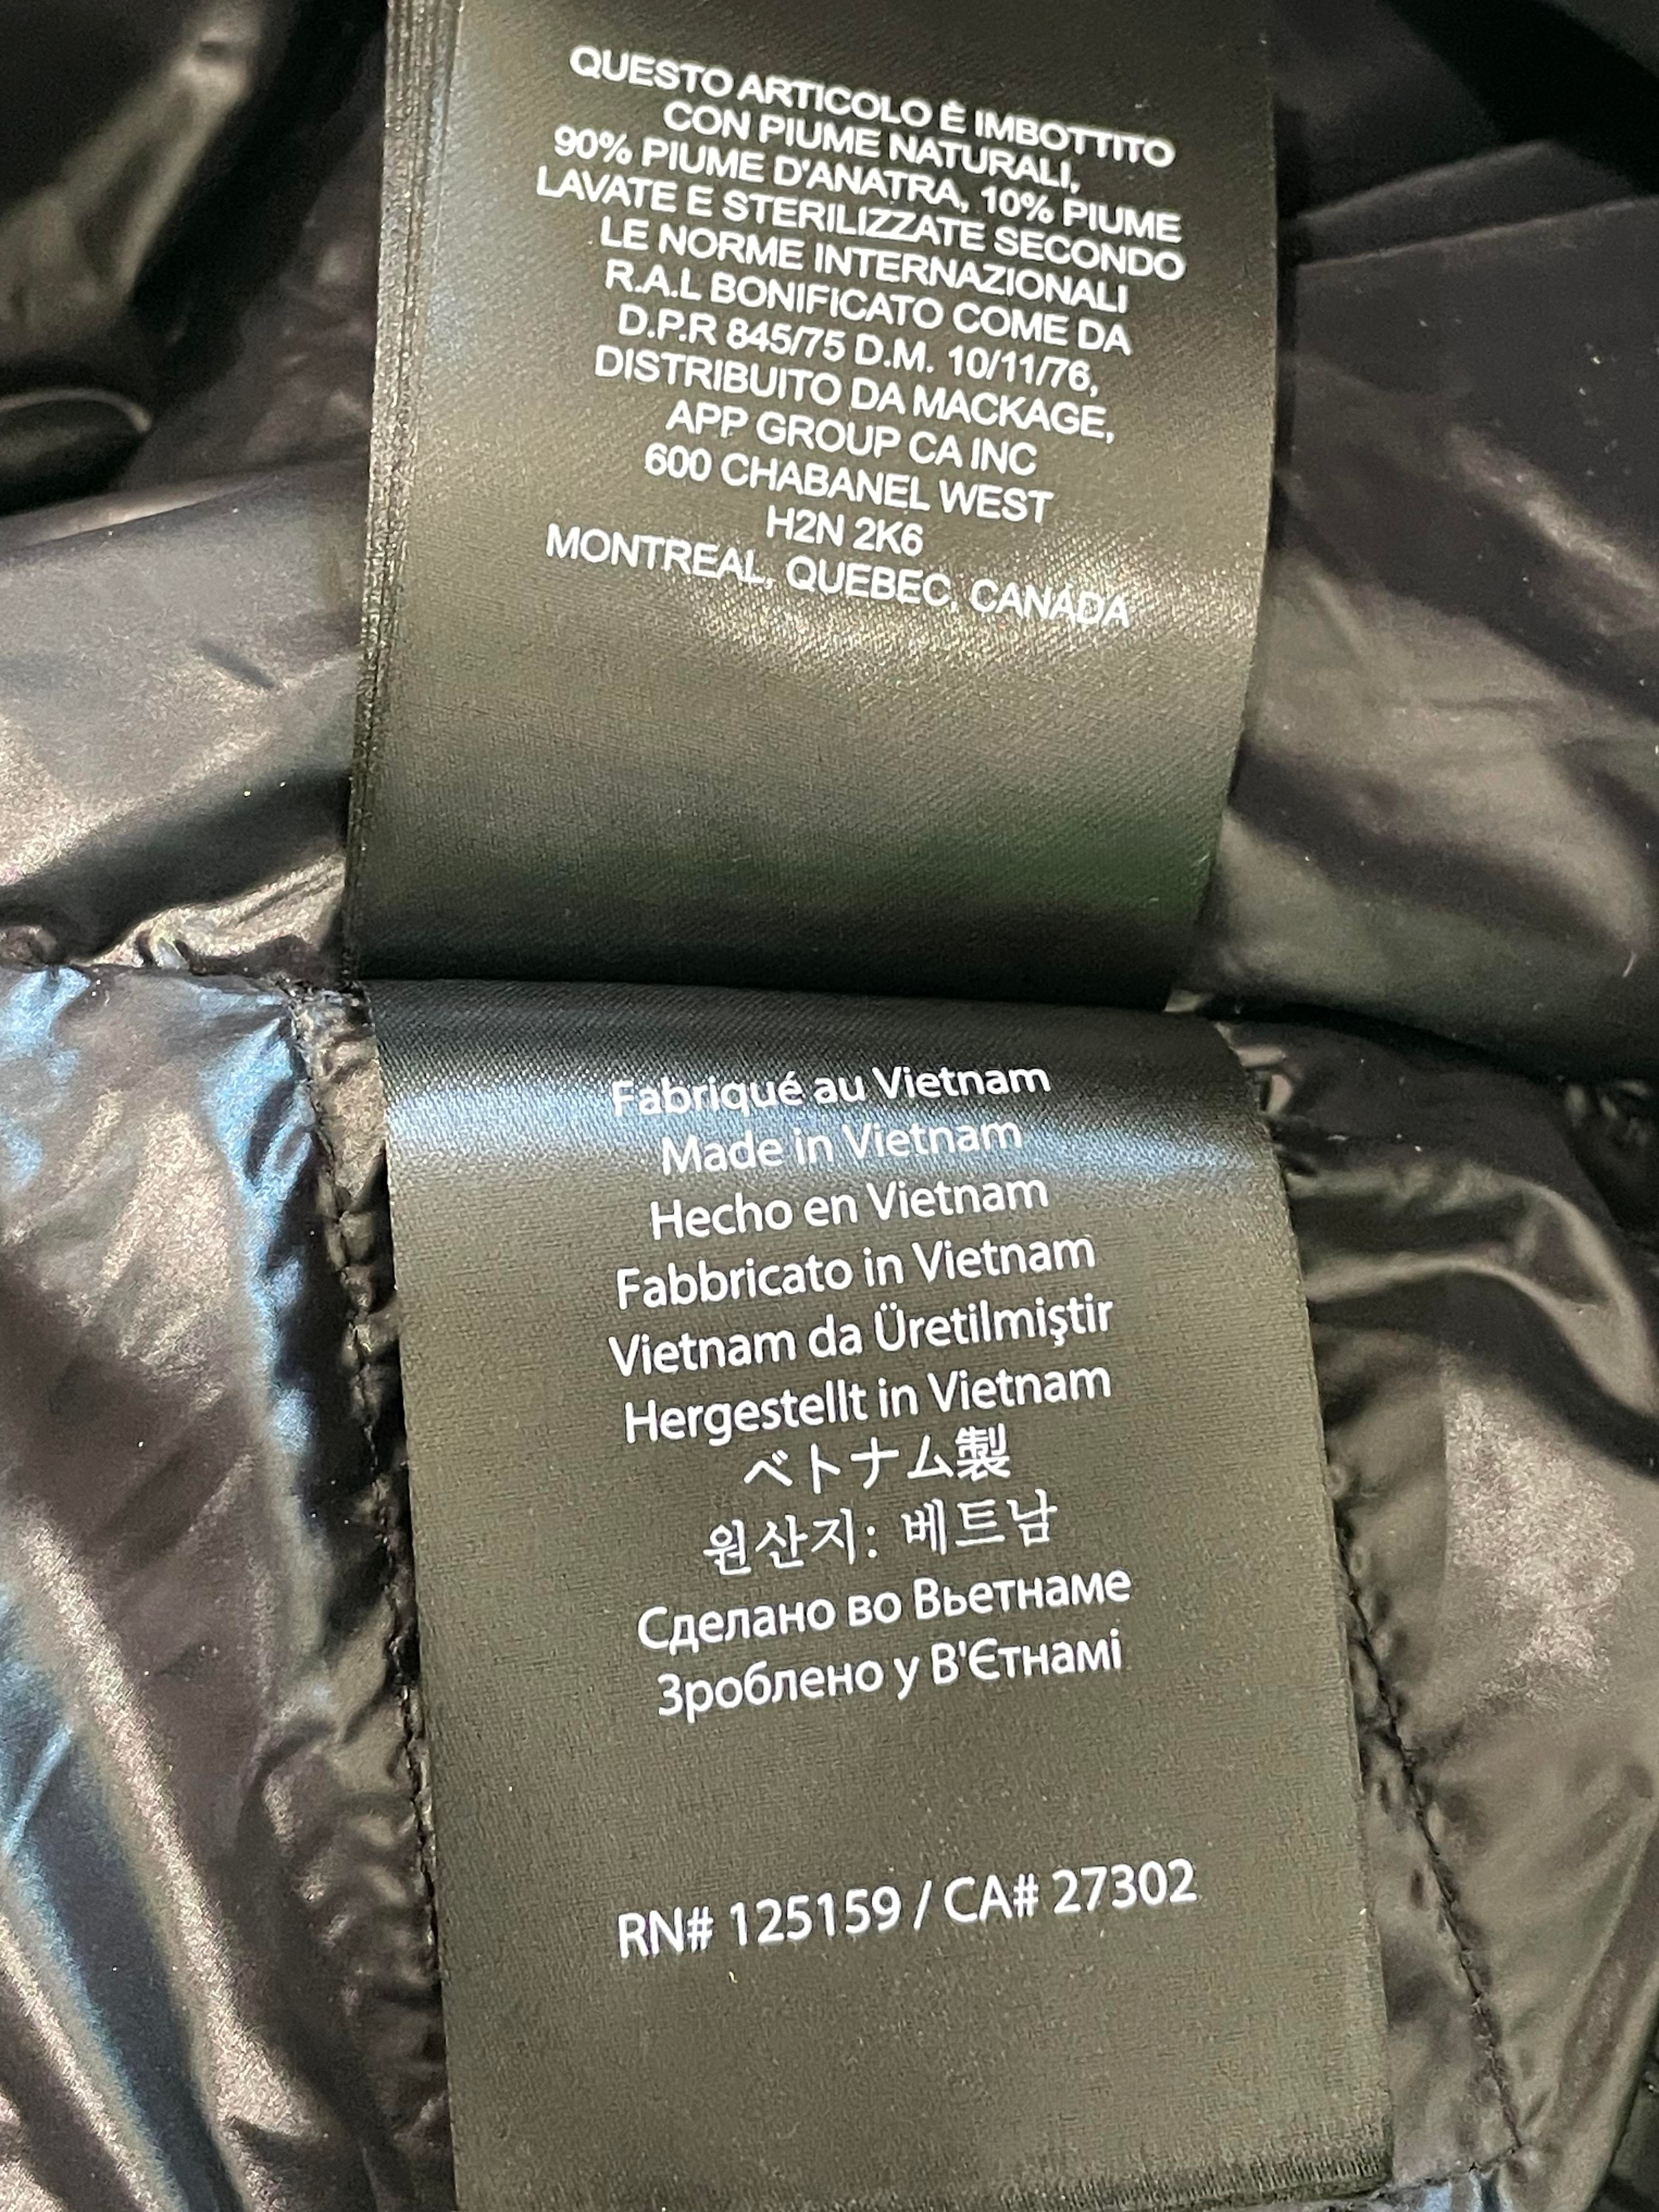 QUESTO ARTICOLO È IMBOTTITO
CON PIUME NATURALI,
90% PIUME D'ANATRA, 10% PIUME
LAVATE E STERILIZZATE SECONDO
LE NORME INTERNAZIONALI
R.A.L BONIFICATO COME DA
D.P.R 845/75 D.M. 10/11/76,
DISTRIBUITO DA MACKAGE,
APP GROUP CA INC
600 CHABANEL WEST
H2N 2K6
MONTREAL, QUEBEC, CANADA
Fabriqué au Vietnam
Made in Vietnam
Hecho en Vietnam
Fabbricato in Vietnam
Vietnam da Üretilmiştir
Hergestellt in Vietnam
ベトナム製
원산지: 베트남
Сделано во Вьетнаме
Зроблено у В'Єтнамі
RN# 125159 / CA# 27302